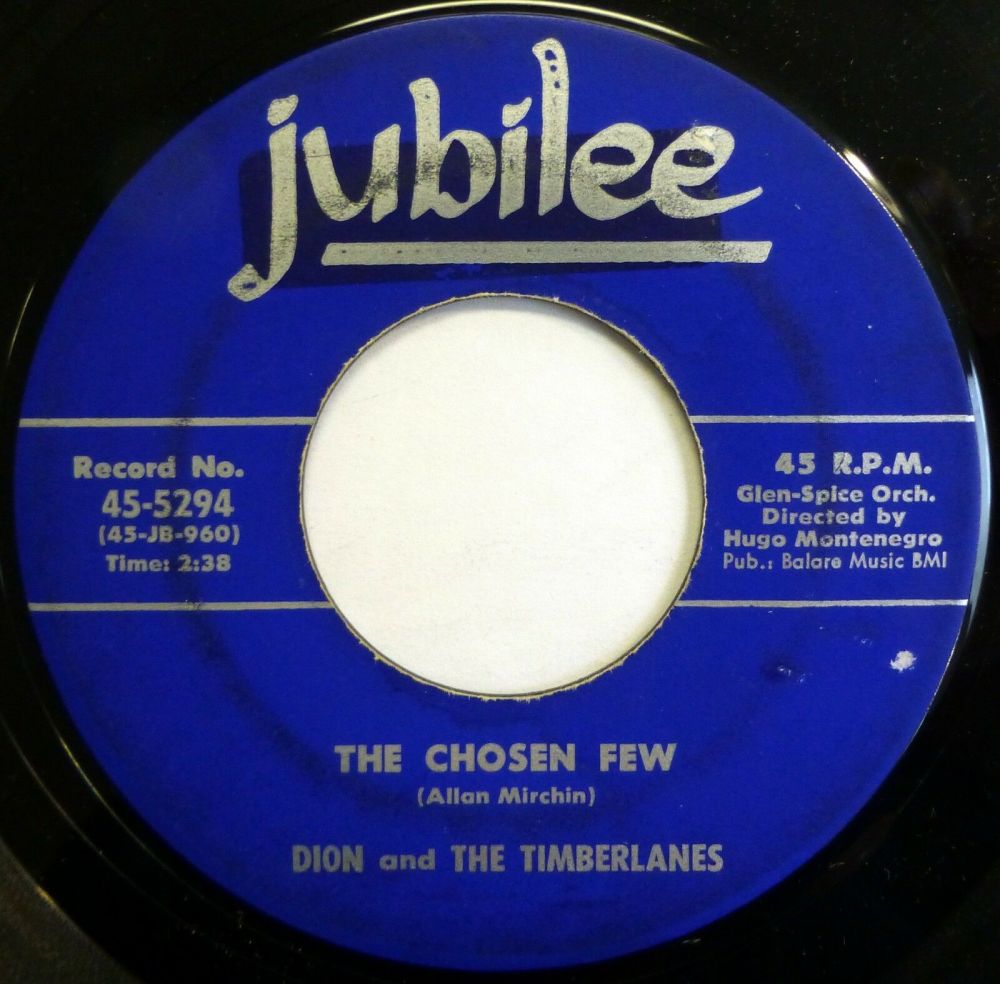 jubilee
Record No.
45-5294
(45-JB-960)
Time: 2:38
45 R.P.M.
Glen-Spice Orch.
Directed by
Hugo Montenegro
Pub.: Balare Music BMI
THE CHOSEN FEW
(Allan Mirchin)
DION and THE TIMBERLANES